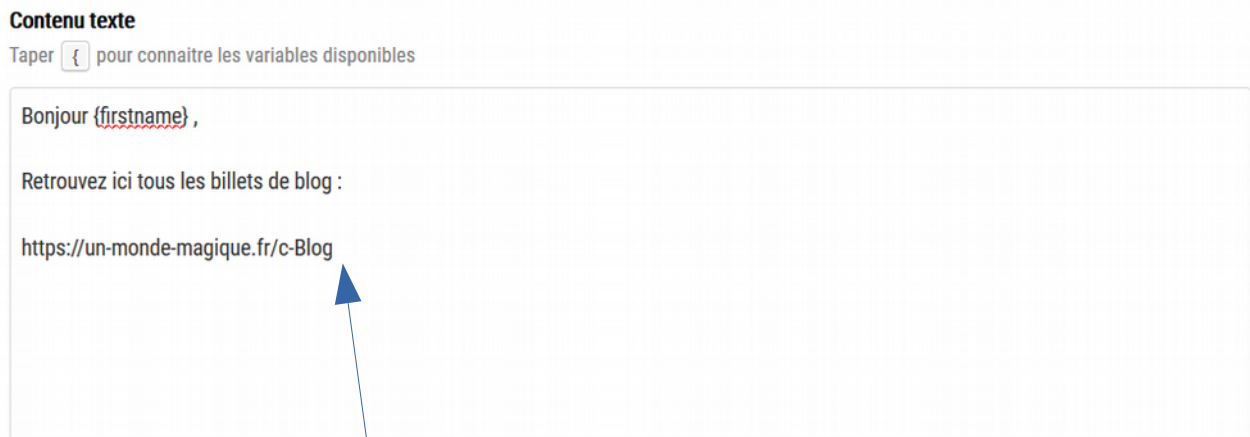 Contenu texte
Taper { pour connaitre les variables disponibles
Bonjour {firstname} ,
Retrouvez ici tous les billets de blog :
https://un-monde-magique.fr/c-Blog